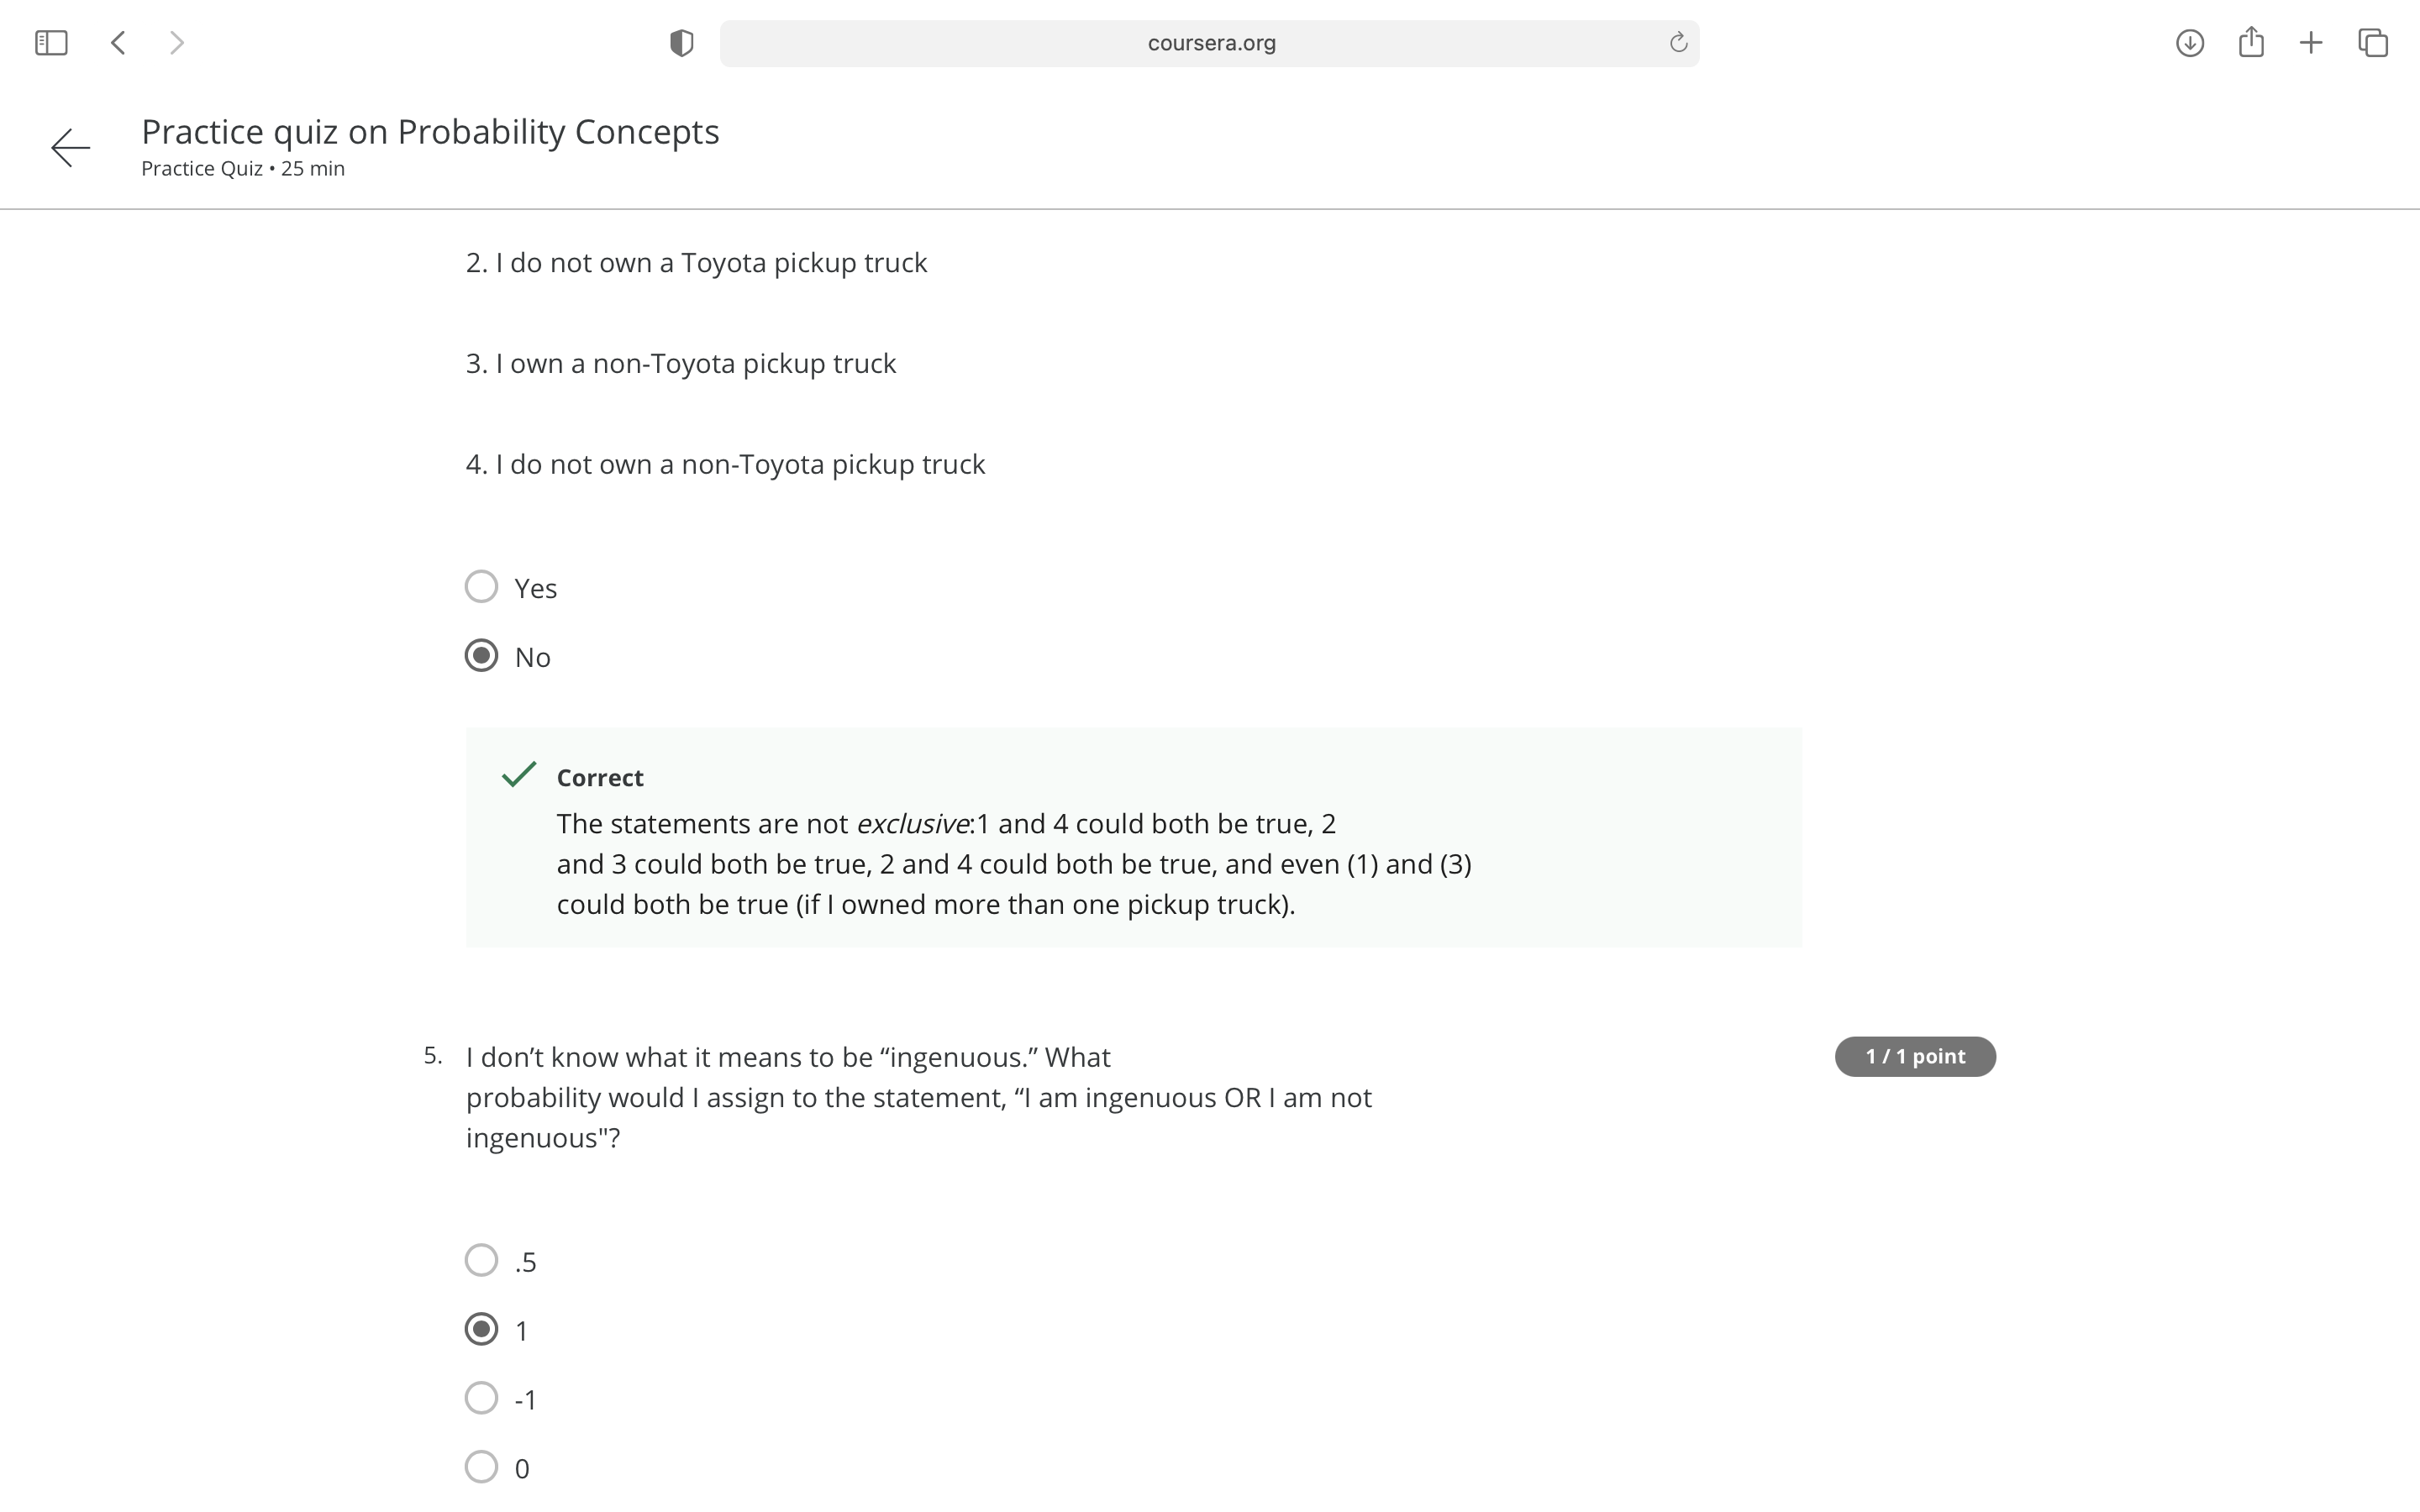 coursera.org
Practice quiz on Probability Concepts
Practice Quiz • 25 min
2. I do not own a Toyota pickup truck
3. I own a non-Toyota pickup truck
4. I do not own a non-Toyota pickup truck
Yes
No
Correct
The statements are not exclusive:1 and 4 could both be true, 2
and 3 could both be true, 2 and 4 could both be true, and even (1) and (3)
could both be true (if I owned more than one pickup truck).
5. I don’t know what it means to be “ingenuous.” What
1 / 1 point
probability would I assign to the statement, “I am ingenuous OR I am not
ingenuous"?
.5
1
-1
0